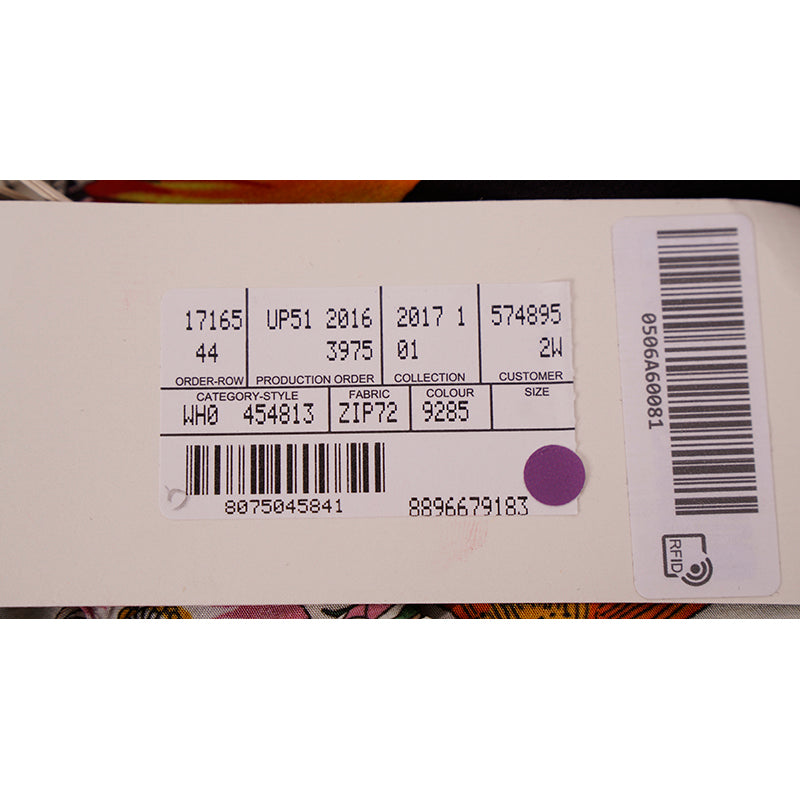 17165 UP51 2016 2017 1 574895
44 3975 01 2W
ORDER-ROW PRODUCTION ORDER COLLECTION CUSTOMER
CATEGORY-STYLE FABRIC COLOUR SIZE
WH0 454813 ZIP72 9285
8075045841 8896679183
0506A60081
RFID